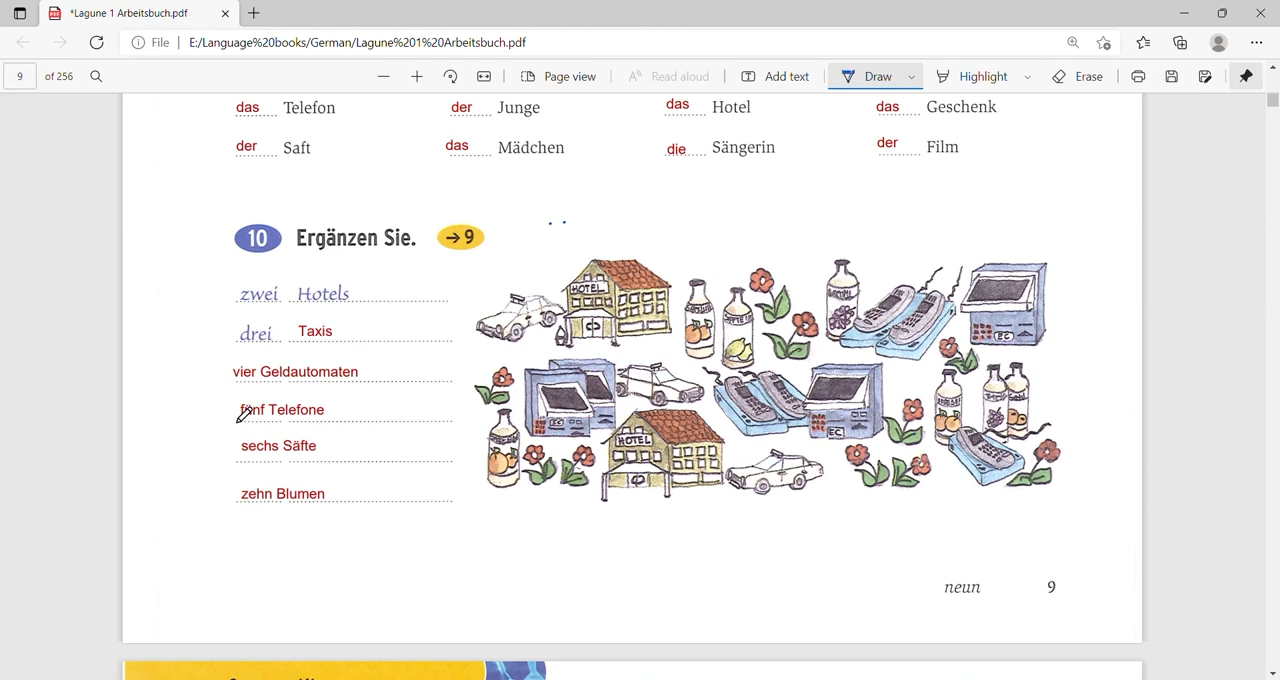 *Lagune 1 Arbeitsbuch.pdf
File E:/Language%20books/German/Lagune%201%20Arbeitsbuch.pdf
9 of 256 Page view Read aloud Add text Draw Highlight Erase
das Telefon der Junge das Hotel das Geschenk
der Saft das Mädchen die Sängerin der Film
10 Ergänzen Sie. →9
zwei Hotels
drei Taxis
vier Geldautomaten
fünf Telefone
sechs Säfte
zehn Blumen
HOTEL
EC
EC
EC
HOTEL
neun 9